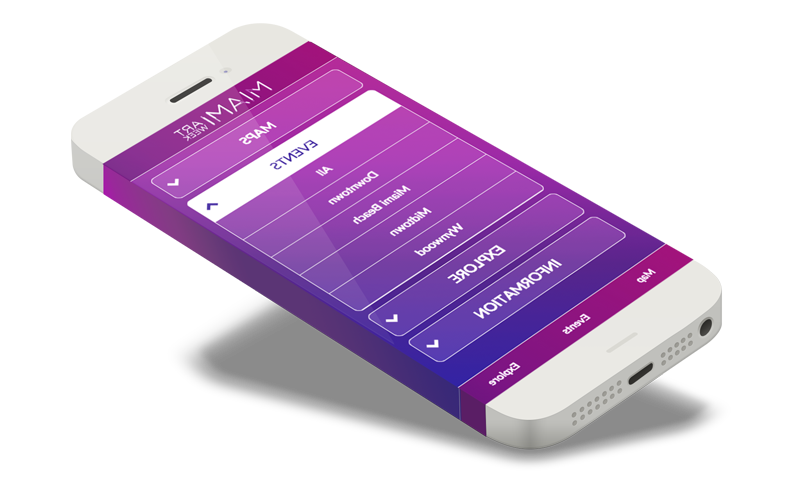 MIAMI ART WEEK
MAPS
EVENTS
All
Downtown
Miami Beach
Midtown
Wynwood
EXPLORE
INFORMATION
Map
Events
Explore